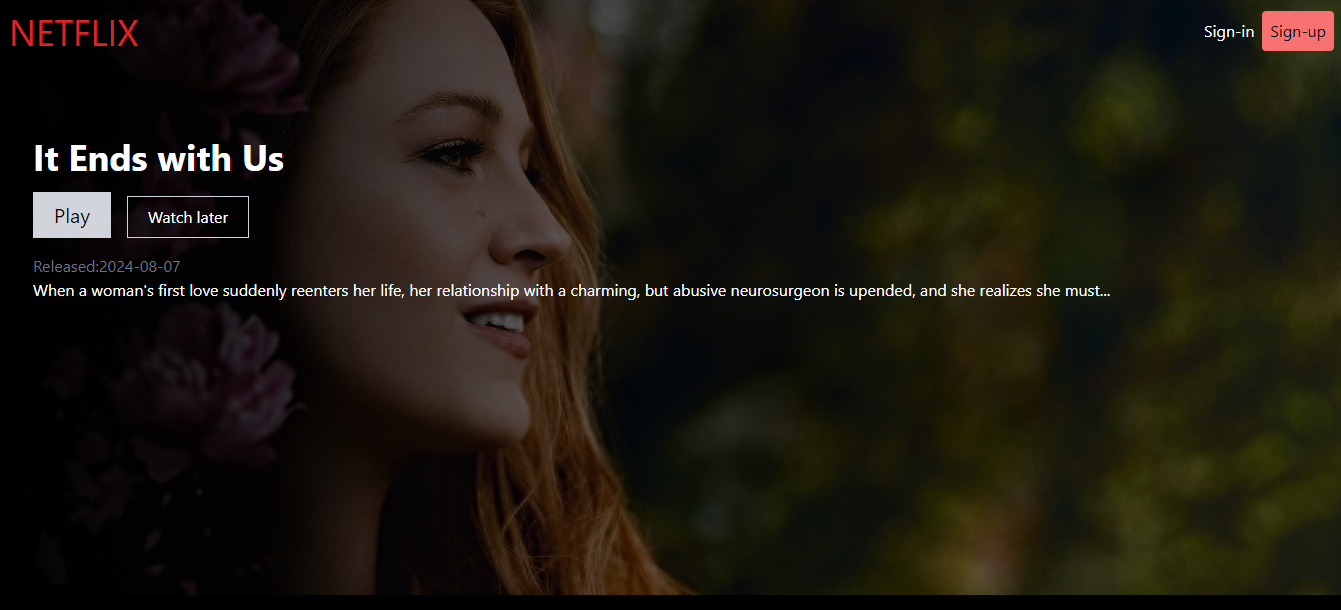 NETFLIX
Sign-in
Sign-up
It Ends with Us
Play
Watch later
Released:2024-08-07
When a woman's first love suddenly reenters her life, her relationship with a charming, but abusive neurosurgeon is upended, and she realizes she must...